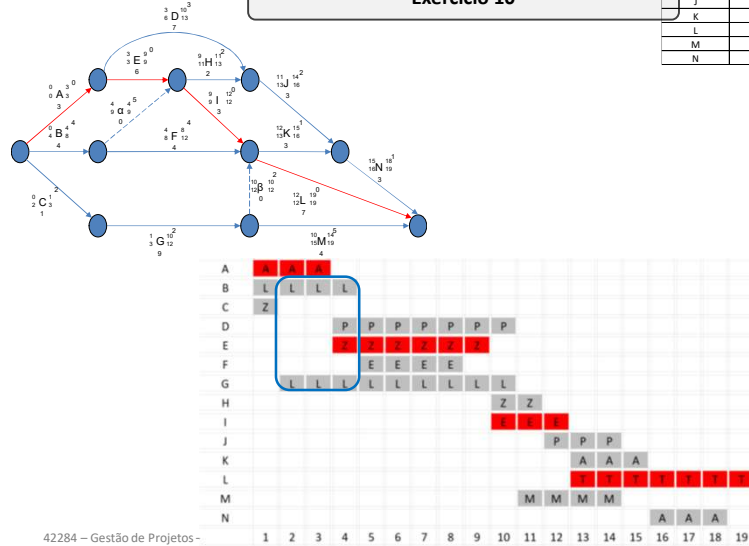 Exercício 10
J
K
L
M
N
3 10 3
6 D 13
7
3 9 0
3 E 9
6
9 11 2
11 H 13
2
0 3 0
0 A 3
3
4 4 5
9 α 9
0
9 12 0
9 I 12
3
11 14 2
13 J 16
3
0 4 4
4 B 8
4
4 8 4
8 F 12
4
12 15 1
13 K 16
3
0 1 2
2 C 3
1
10 10 2
12 β 12
0
12 19 0
12 L 19
7
15 18 1
16 N 19
3
1 10 2
3 G 12
9
10 14 5
15 M 19
4
A A A A
B L L L L
C Z
D P P P P P P P
E Z Z Z Z Z Z
F E E E E
G L L L L L L L L L
H Z Z
I E E E
J P P P
K A A A
L T T T T T T T
M M M M M
N A A A
42284 – Gestão de Projetos -
1 2 3 4 5 6 7 8 9 10 11 12 13 14 15 16 17 18 19